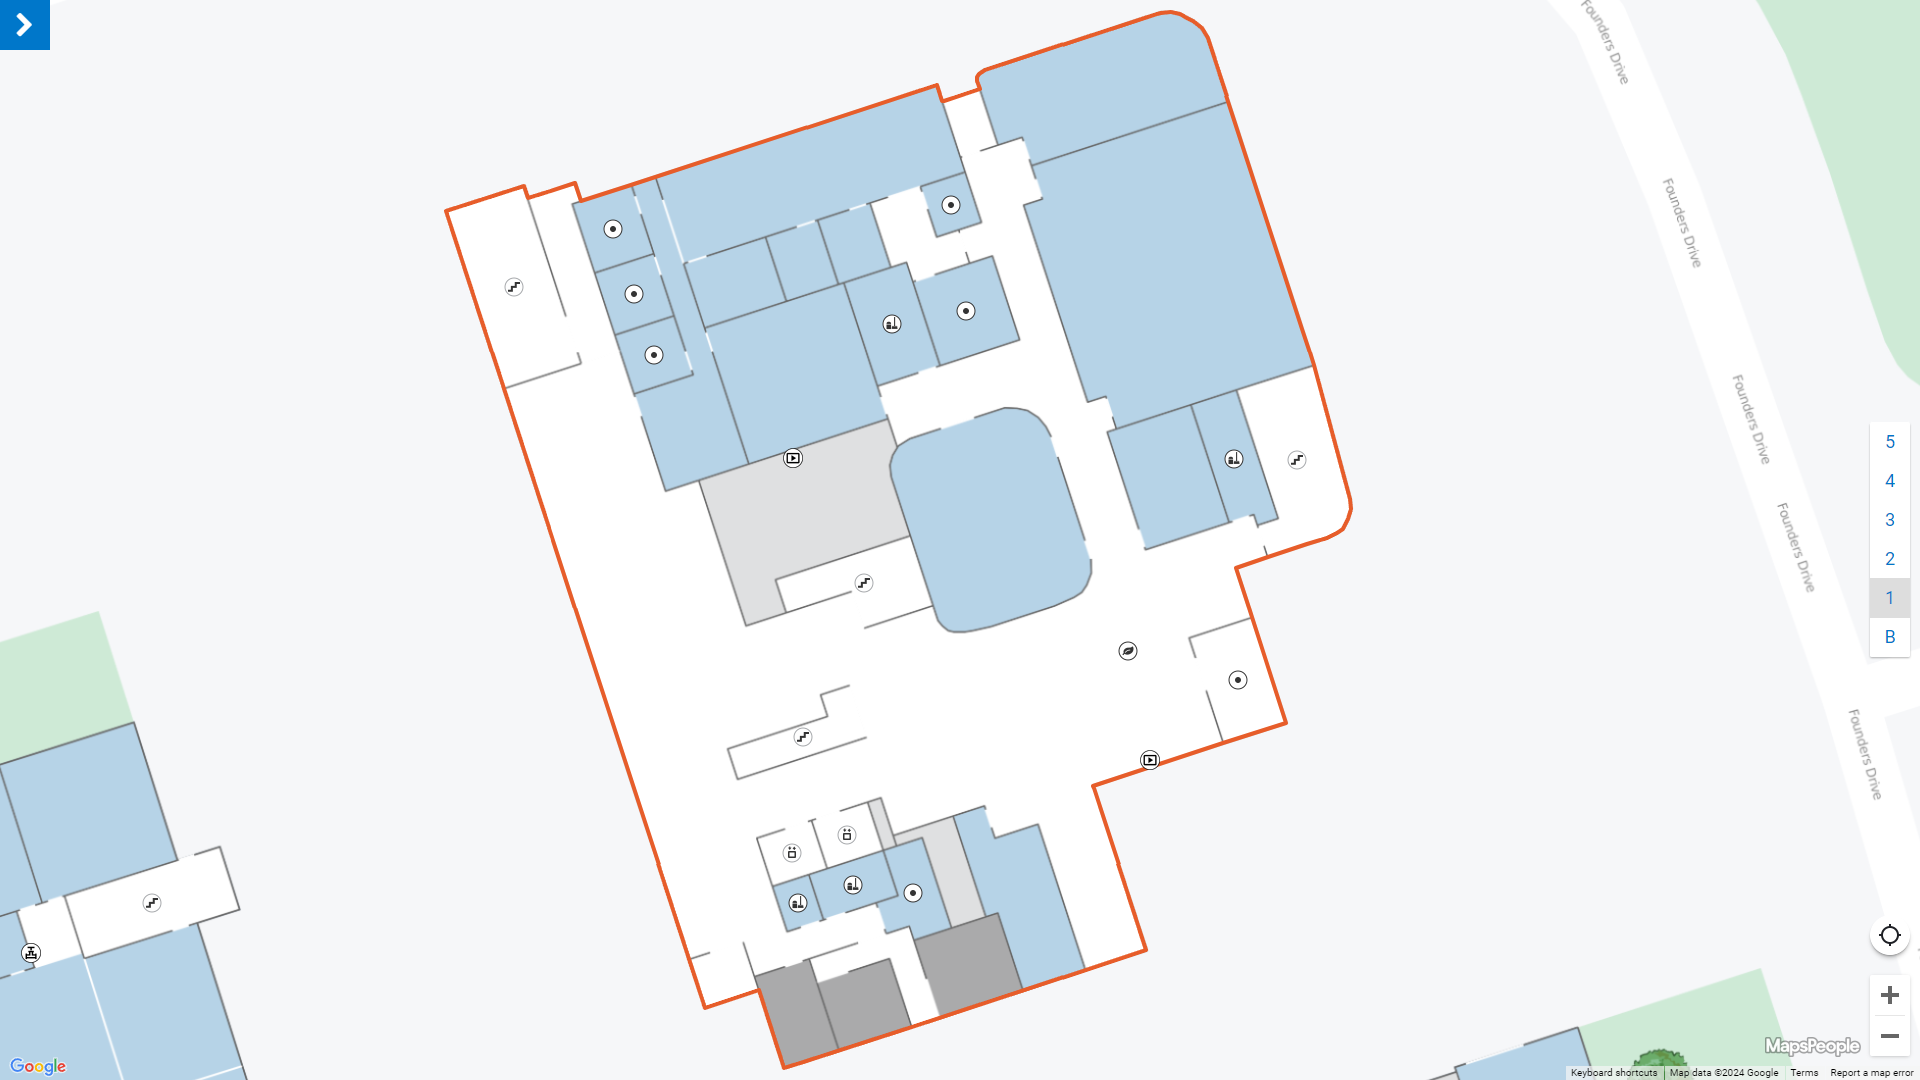 Founders Drive
Founders Drive
Founders Drive
Founders Drive
Founders Drive
5
4
3
2
1
B
MapsPeople
Google
Keyboard shortcuts
Map data ©2024 Google
Terms
Report a map error